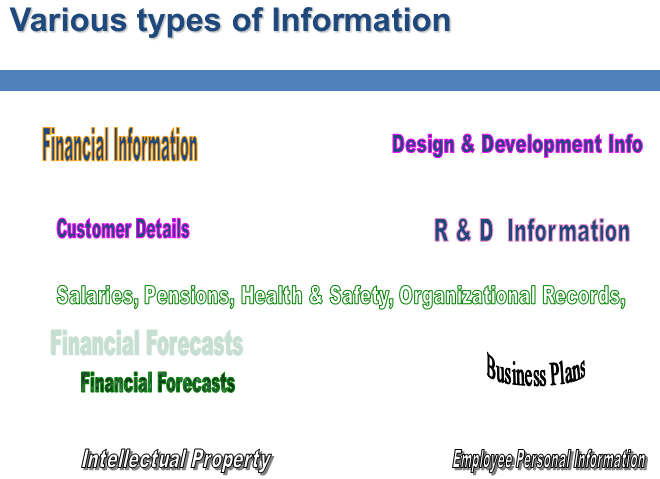 Various types of Information
Financial Information
Design & Development Info
Customer Details
R & D Information
Salaries, Pensions, Health & Safety, Organizational Records,
Financial Forecasts
Financial Forecasts
Business Plans
Intellectual Property
Employee Personal Information